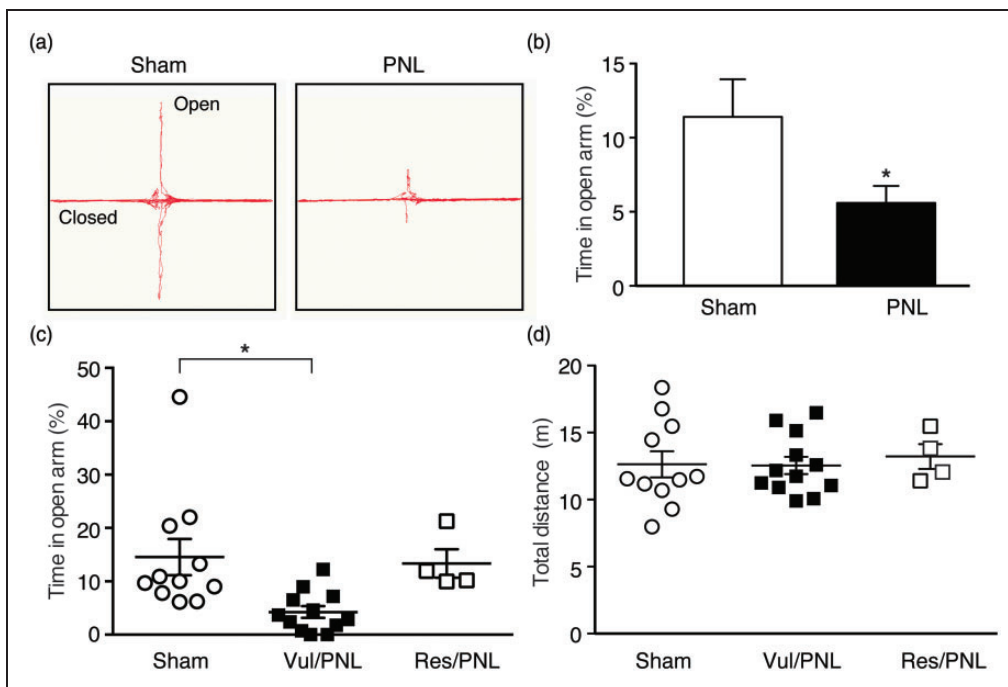 (a)
Sham
PNL
Open
Closed
(b)
Time in open arm (%)
15
10
5
0
*
Sham
PNL
(c)
Time in open arm (%)
50
40
30
20
10
0
*
Sham
Vul/PNL
Res/PNL
(d)
Total distance (m)
20
15
10
5
0
Sham
Vul/PNL
Res/PNL